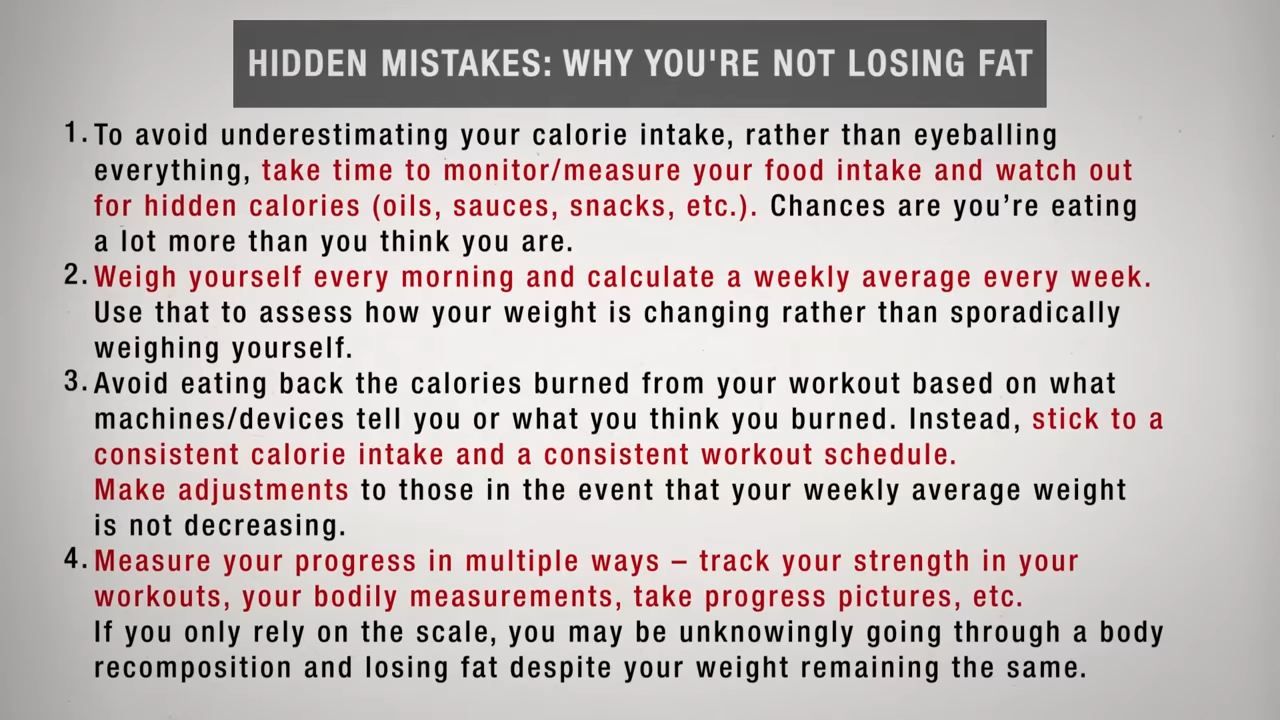 HIDDEN MISTAKES: WHY YOU'RE NOT LOSING FAT
1. To avoid underestimating your calorie intake, rather than eyeballing
everything, take time to monitor/measure your food intake and watch out
for hidden calories (oils, sauces, snacks, etc.). Chances are you’re eating
a lot more than you think you are.
2. Weigh yourself every morning and calculate a weekly average every week.
Use that to assess how your weight is changing rather than sporadically
weighing yourself.
3. Avoid eating back the calories burned from your workout based on what
machines/devices tell you or what you think you burned. Instead, stick to a
consistent calorie intake and a consistent workout schedule.
Make adjustments to those in the event that your weekly average weight
is not decreasing.
4. Measure your progress in multiple ways – track your strength in your
workouts, your bodily measurements, take progress pictures, etc.
If you only rely on the scale, you may be unknowingly going through a body
recomposition and losing fat despite your weight remaining the same.